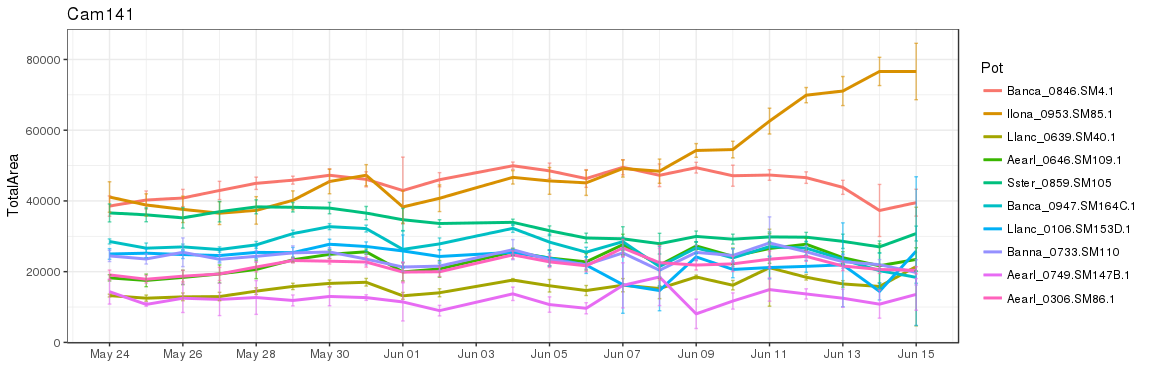 Cam141
TotalArea
80000
60000
40000
20000
0
May 24 May 26 May 28 May 30 Jun 01 Jun 03 Jun 05 Jun 07 Jun 09 Jun 11 Jun 13 Jun 15
Pot
Banca_0846.SM4.1
Ilona_0953.SM85.1
Llanc_0639.SM40.1
Aearl_0646.SM109.1
Sster_0859.SM105
Banca_0947.SM164C.1
Llanc_0106.SM153D.1
Banna_0733.SM110
Aearl_0749.SM147B.1
Aearl_0306.SM86.1